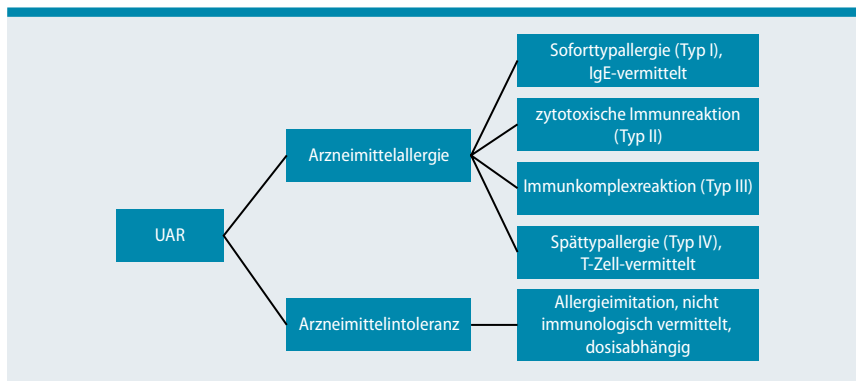 UAR
Arzneimittelallergie
Arzneimittelintoleranz
Soforttypallergie (Typ I),
IgE-vermittelt
zytotoxische Immunreaktion
(Typ II)
Immunkomplexreaktion (Typ III)
Spättypallergie (Typ IV),
T-Zell-vermittelt
Allergieimitation, nicht
immunologisch vermittelt,
dosisabhängig